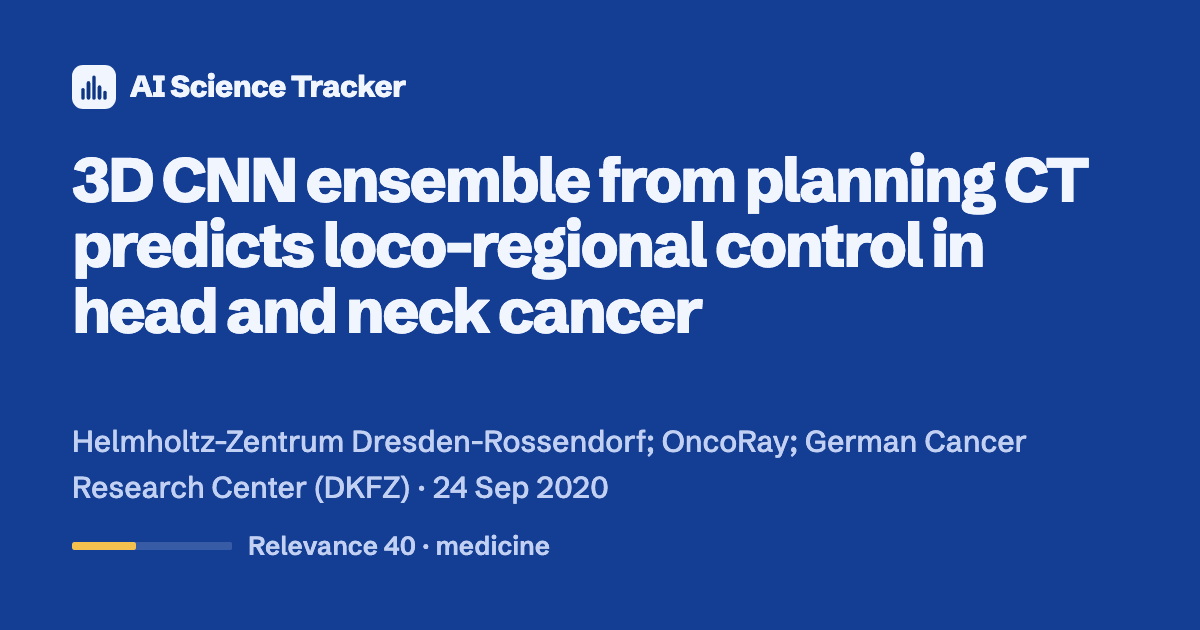 AI Science Tracker
3D CNN ensemble from planning CT
predicts loco-regional control in
head and neck cancer
Helmholtz-Zentrum Dresden-Rossendorf; OncoRay; German Cancer
Research Center (DKFZ) · 24 Sep 2020
Relevance 40 · medicine